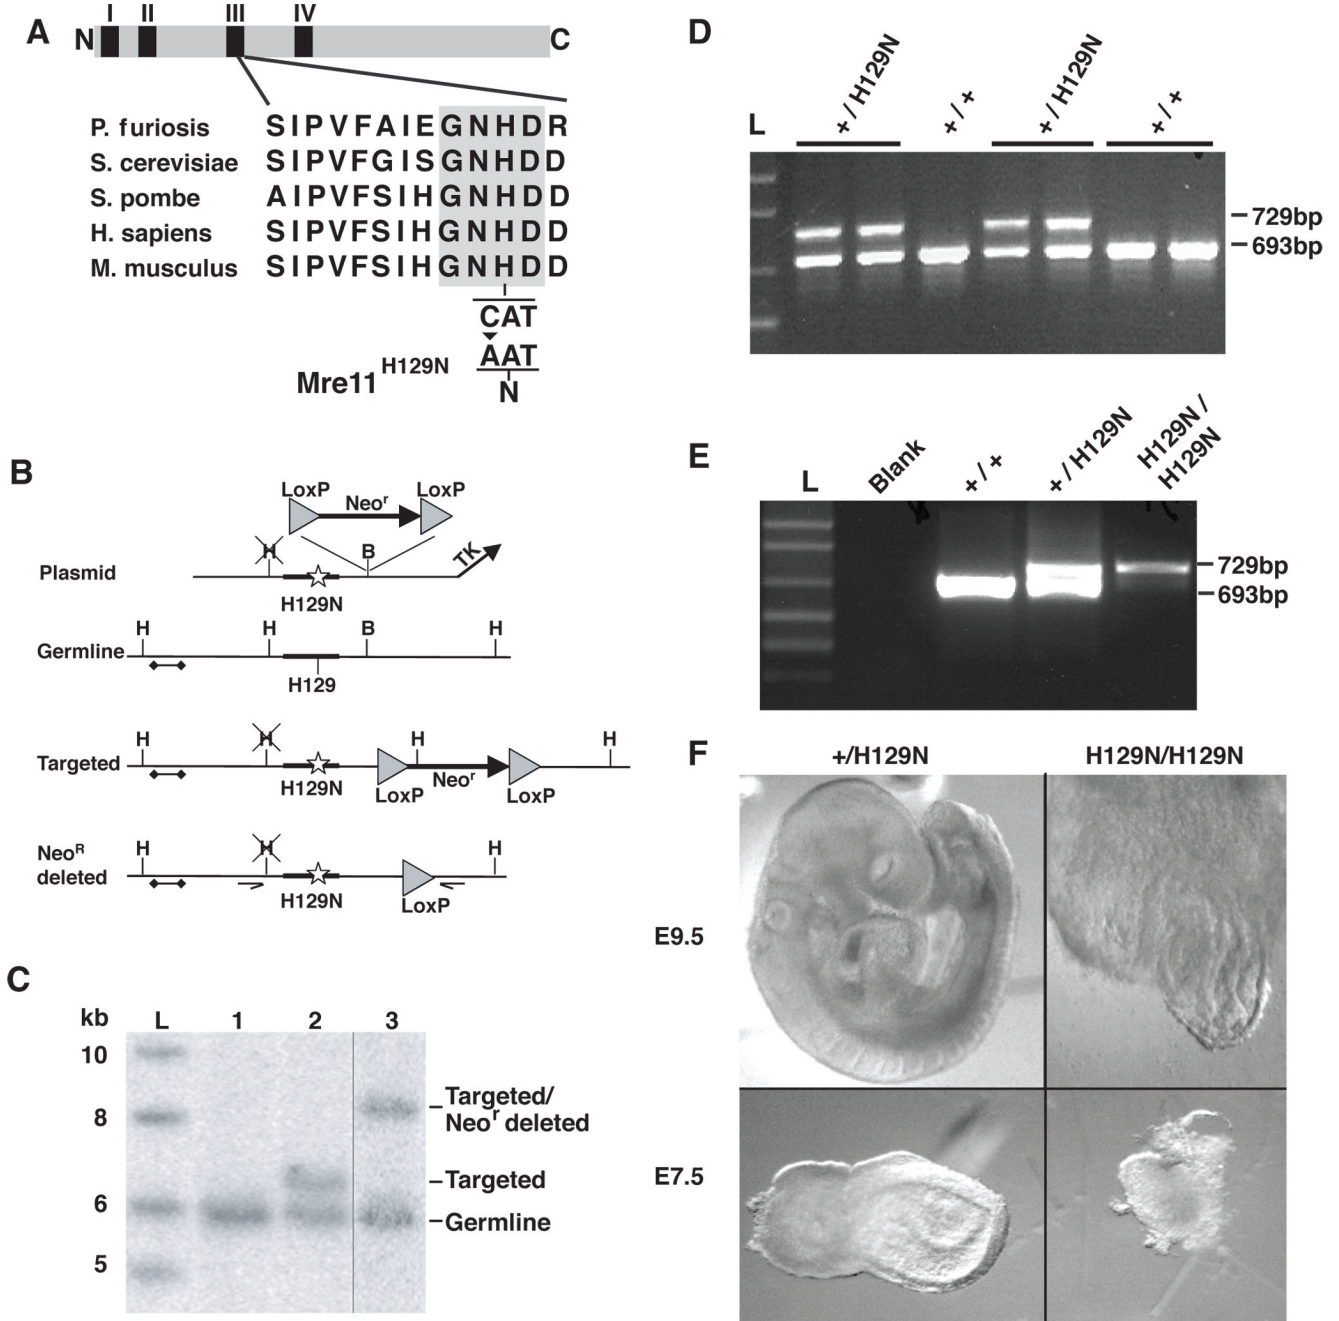 A
I II III IV
N C
P. furiosis SIPVFAIEGNHDR
S. cerevisiae SIPVFGISGNHDD
S. pombe AIPVFSIHGNHDD
H. sapiens SIPVFSIHGNHDD
M. musculus SIPVFSIHGNHDD
CAT
AAT
Mre11 H129N
N
B
LoxP Neor LoxP
H B TK
Plasmid
H129N
H H B H
Germline
H129
H H H H
Targeted
H129N LoxP Neor LoxP
H H H
NeoR
deleted
H129N LoxP
C
kb L 1 2 3
10
8
6
5
Targeted/
Neor deleted
Targeted
Germline
D
L +/H129N +/+ +/H129N +/+
729bp
693bp
E
L Blank +/+ +/H129N H129N/
H129N
729bp
693bp
F
+/H129N H129N/H129N
E9.5
E7.5